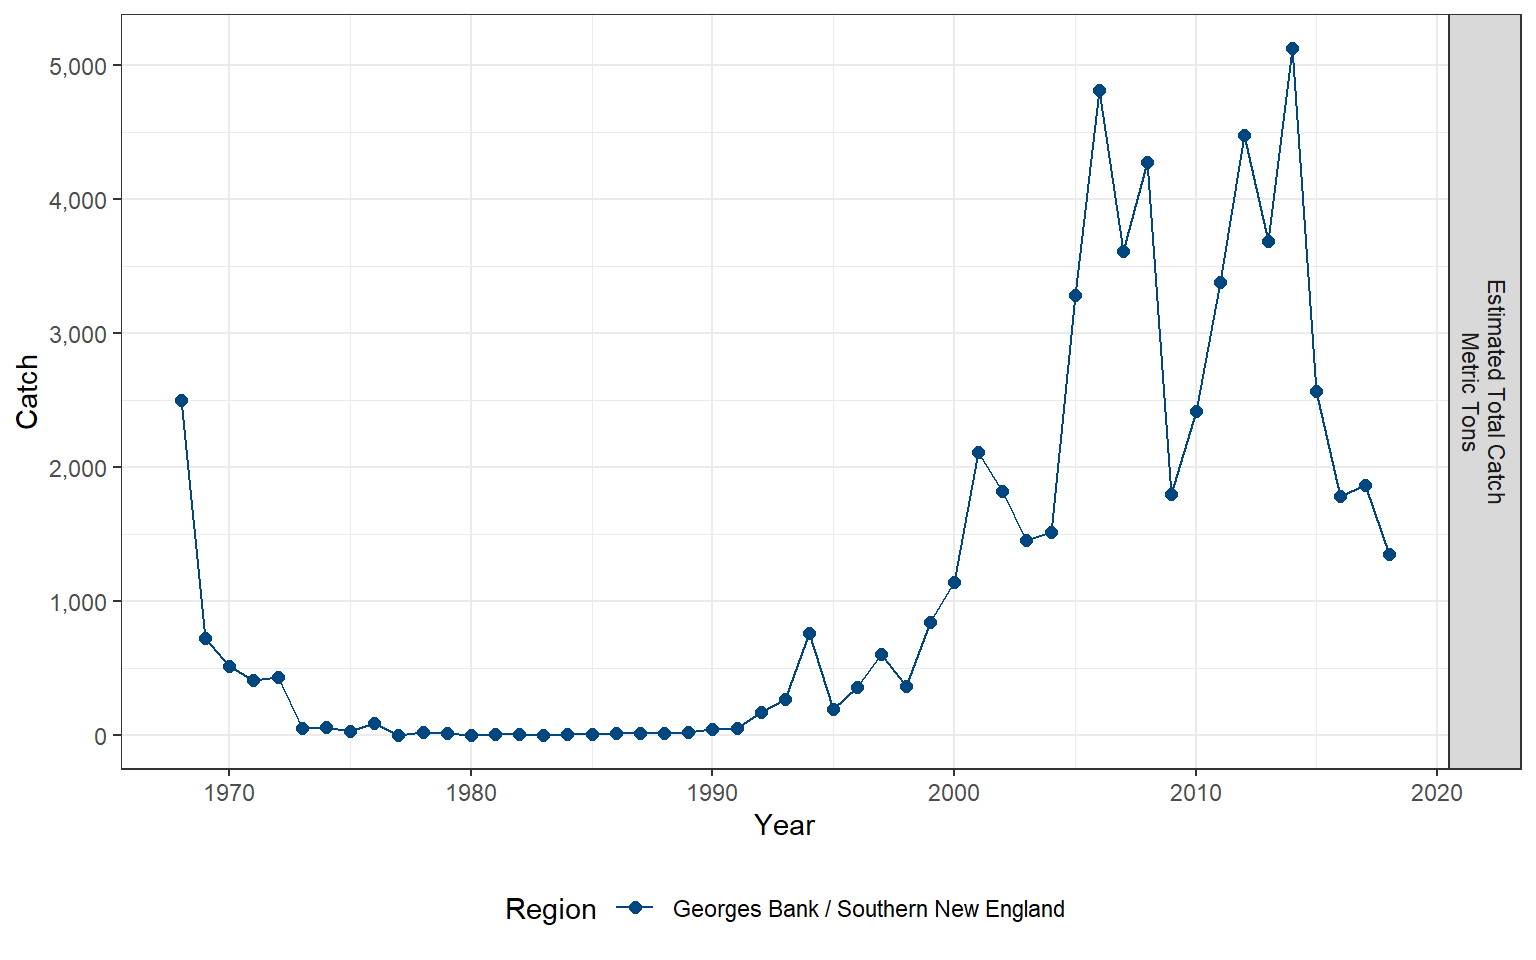 5,000
4,000
3,000
2,000
1,000
0
Catch
1970 1980 1990 2000 2010 2020
Year
Estimated Total Catch
Metric Tons
Region Georges Bank / Southern New England